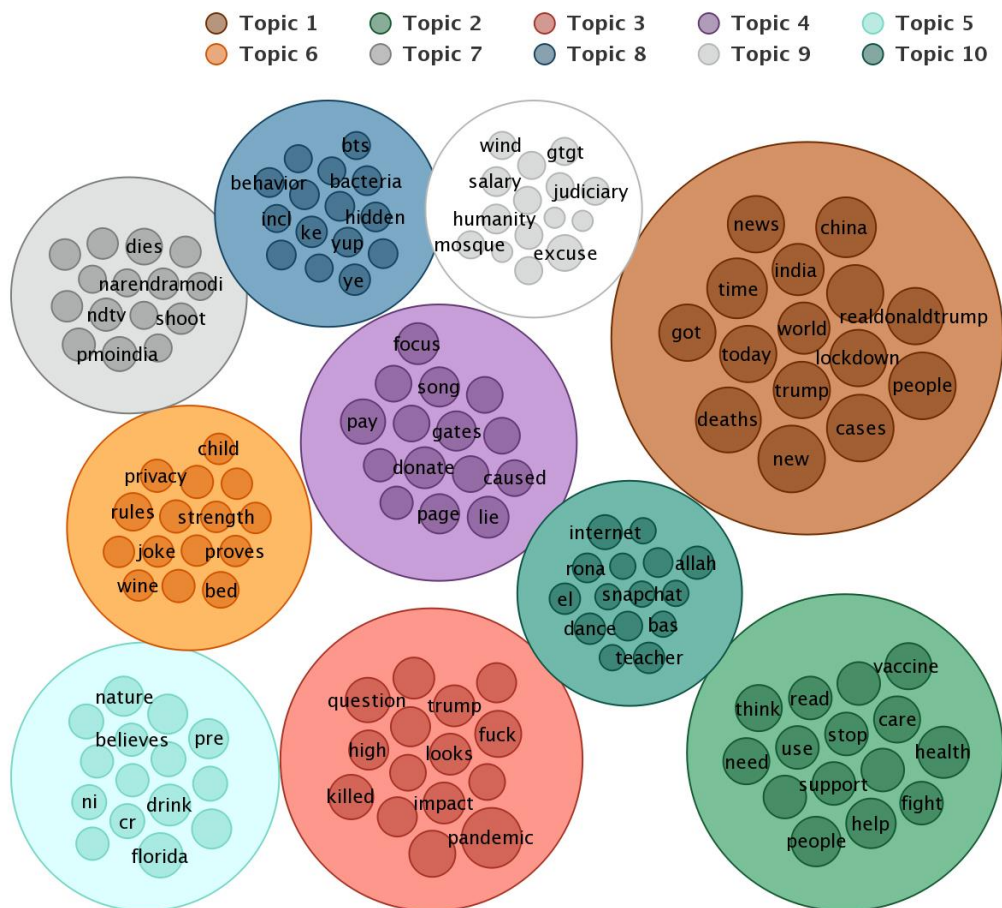 Topic 1 Topic 2 Topic 3 Topic 4 Topic 5
Topic 6 Topic 7 Topic 8 Topic 9 Topic 10
dies
narendramodi
ndtv
shoot
pmoindia
bts
behavior
bacteria
incl
hidden
ke
yup
ye
wind
gtgt
salary
judiciary
humanity
mosque
excuse
news
china
india
time
realdonaldtrump
got
world
today
lockdown
trump
people
deaths
cases
new
focus
song
pay
gates
donate
caused
page
lie
child
privacy
rules
strength
joke
proves
wine
bed
internet
rona
allah
el
snapchat
dance
bas
teacher
nature
believes
pre
ni
drink
cr
florida
question
trump
fuck
high
looks
killed
impact
pandemic
vaccine
read
think
care
stop
use
need
health
support
fight
help
people